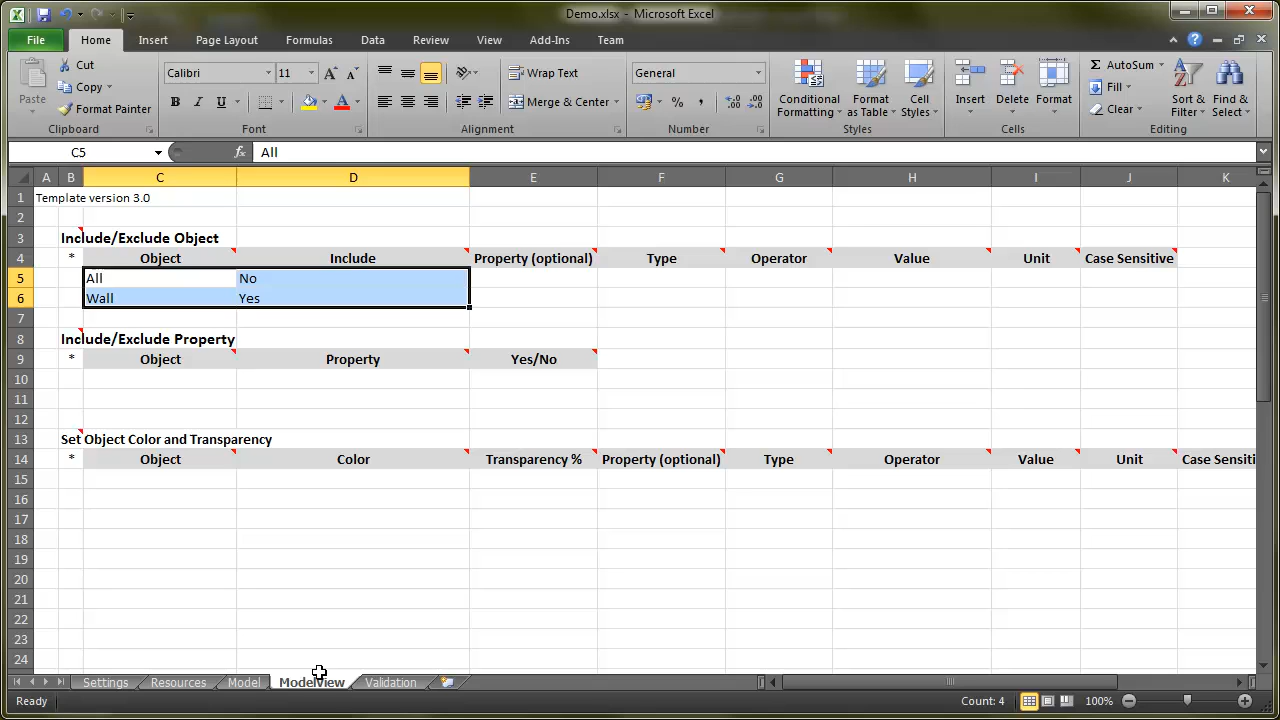 Demo.xlsx - Microsoft Excel
File Home Insert Page Layout Formulas Data Review View Add-Ins Team
Paste
Cut
Copy
Format Painter
Calibri 11
B I U
Wrap Text
Merge & Center
General
% ,
Conditional Formatting
Format as Table
Cell Styles
Insert Delete Format
Σ AutoSum
Fill
Clear
Sort & Filter
Find & Select
Clipboard Font Alignment Number Styles Cells Editing
C5 fx All
A B C D E F G H I J K
1 Template version 3.0
2
3 Include/Exclude Object
4 * Object Include Property (optional) Type Operator Value Unit Case Sensitive
5 All No
6 Wall Yes
7
8 Include/Exclude Property
9 * Object Property Yes/No
10
11
12
13 Set Object Color and Transparency
14 * Object Color Transparency % Property (optional) Type Operator Value Unit Case Sensiti
15
16
17
18
19
20
21
22
23
24
Settings Resources Model ModelView Validation
Ready Count: 4 100%